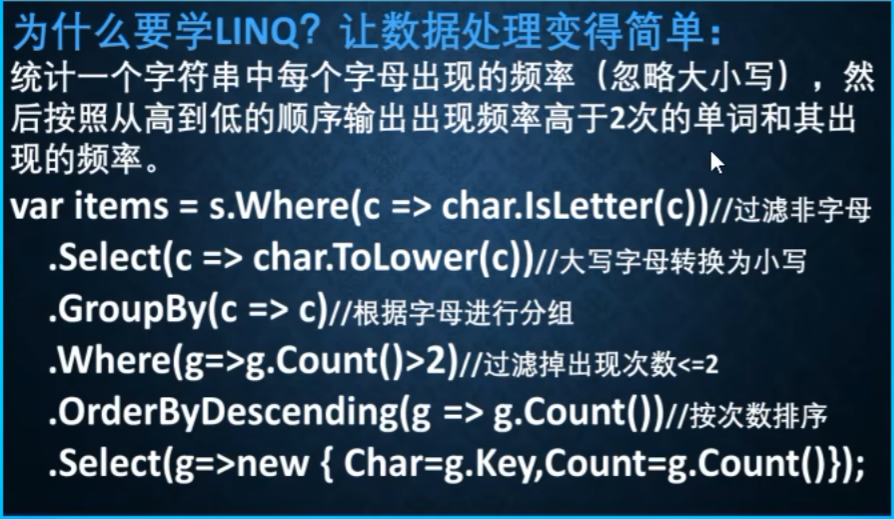 为什么要学LINQ？让数据处理变得简单：
统计一个字符串中每个字母出现的频率（忽略大小写），然
后按照从高到低的顺序输出出现频率高于2次的单词和其出
现的频率。
var items = s.Where(c => char.IsLetter(c))//过滤非字母
.Select(c => char.ToLower(c))//大写字母转换为小写
.GroupBy(c => c)//根据字母进行分组
.Where(g=>g.Count()>2)//过滤掉出现次数<=2
.OrderByDescending(g => g.Count())//按次数排序
.Select(g=>new { Char=g.Key,Count=g.Count()});